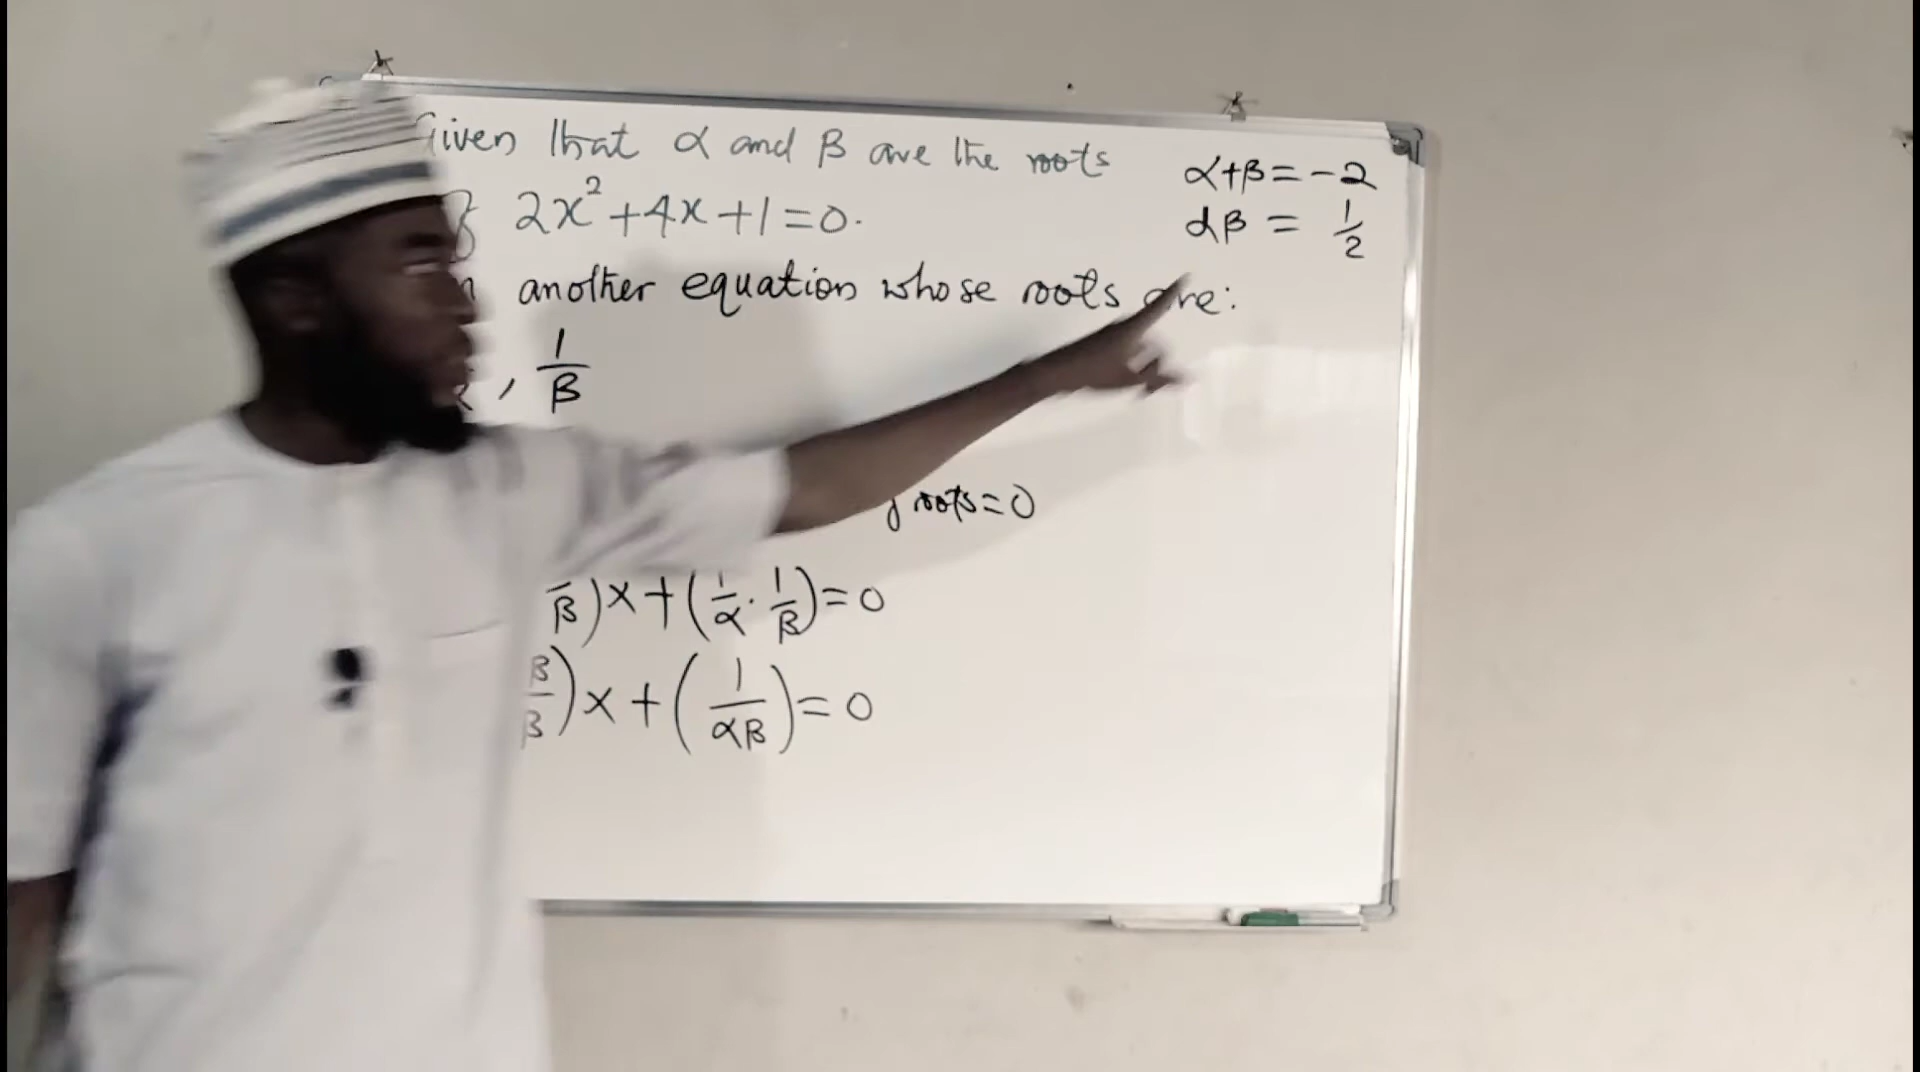 Given that α and β are the roots
2x²+4x+1=0.
another equation whose roots are:
, 1/β
α+β=-2
αβ = 1/2
roots=0
β)x+(1/α·1/β)=0
β/β)x+(1/αβ)=0